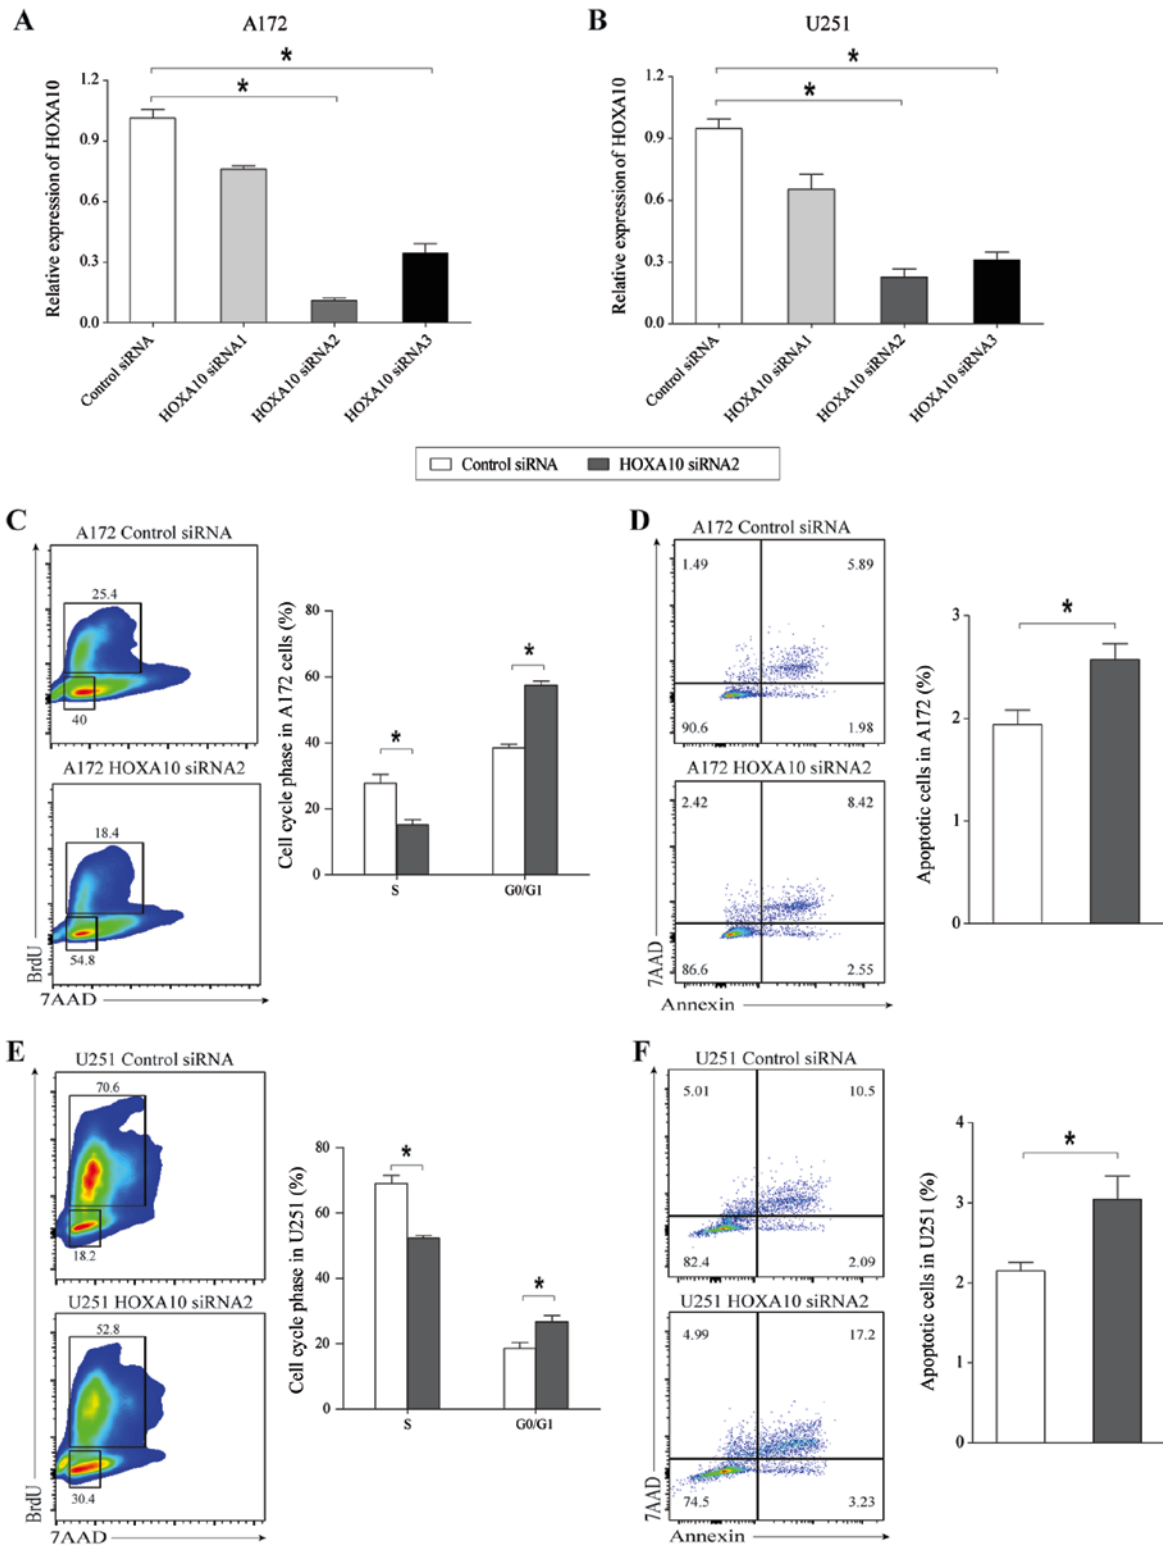 A
A172
*
*
Relative expression of HOXA10
1.2
0.9
0.6
0.3
0.0
Control siRNA
HOXA10 siRNA1
HOXA10 siRNA2
HOXA10 siRNA3
B
U251
*
*
Relative expression of HOXA10
1.2
0.9
0.6
0.3
0.0
Control siRNA
HOXA10 siRNA1
HOXA10 siRNA2
HOXA10 siRNA3
Control siRNA HOXA10 siRNA2
C
A172 Control siRNA
25.4
40
A172 HOXA10 siRNA2
18.4
54.8
BrdU
7AAD
Cell cycle phase in A172 cells (%)
80
60
40
20
0
*
*
S G0/G1
D
A172 Control siRNA
1.49 5.89
90.6 1.98
A172 HOXA10 siRNA2
2.42 8.42
86.6 2.55
7AAD
Annexin
Apoptotic cells in A172 (%)
3
2
1
0
*
E
U251 Control siRNA
70.6
18.2
U251 HOXA10 siRNA2
52.8
30.4
BrdU
7AAD
Cell cycle phase in U251 (%)
80
60
40
20
0
*
*
S G0/G1
F
U251 Control siRNA
5.01 10.5
82.4 2.09
U251 HOXA10 siRNA2
4.99 17.2
74.5 3.23
7AAD
Annexin
Apoptotic cells in U251 (%)
4
3
2
1
0
*